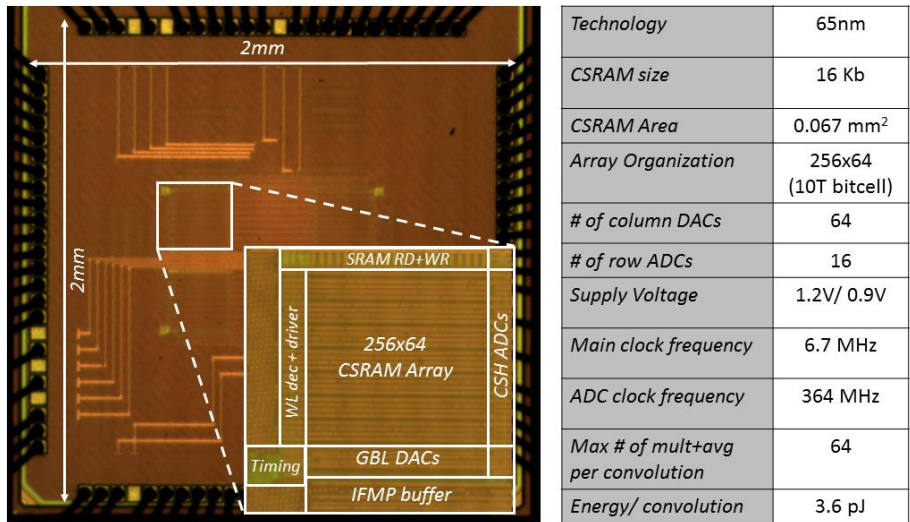 2mm
2mm
SRAM RD+WR
WL dec + driver
256x64
CSRAM Array
CSH ADCs
Timing
GBL DACs
IFMP buffer
Technology 65nm
CSRAM size 16 Kb
CSRAM Area 0.067 mm²
Array Organization 256x64
(10T bitcell)
# of column DACs 64
# of row ADCs 16
Supply Voltage 1.2V/ 0.9V
Main clock frequency 6.7 MHz
ADC clock frequency 364 MHz
Max # of mult+avg 64
per convolution
Energy/ convolution 3.6 pJ